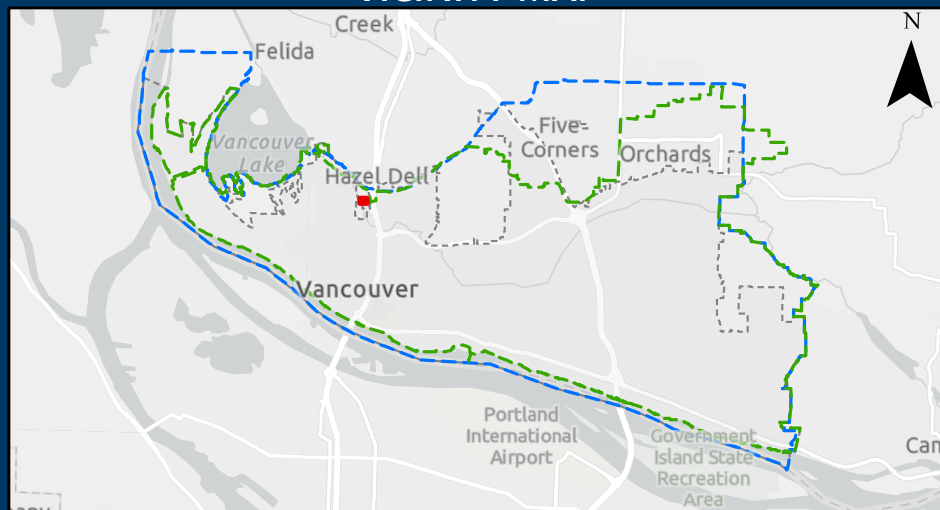 N
Creek
Felida
Vancouver
Lake
Five-
Corners
Orchards
Hazel Dell
Vancouver
Portland
International
Airport
Government
Island State
Recreation
Area